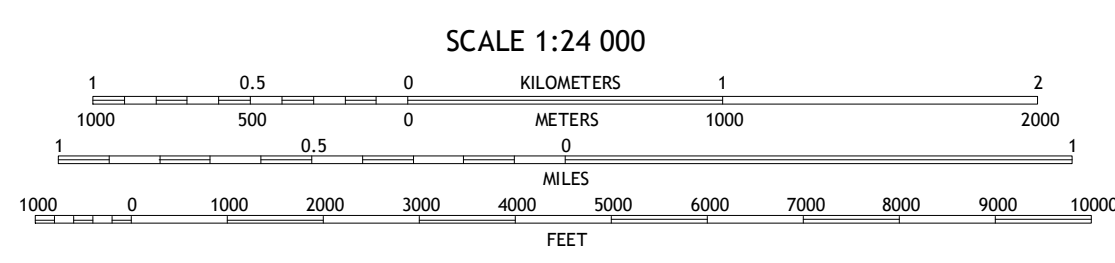 SCALE 1:24 000
1 0.5 0 KILOMETERS 1 2
1000 500 0 METERS 1000 2000
1 0.5 0 1
MILES
1000 0 1000 2000 3000 4000 5000 6000 7000 8000 9000 10000
FEET